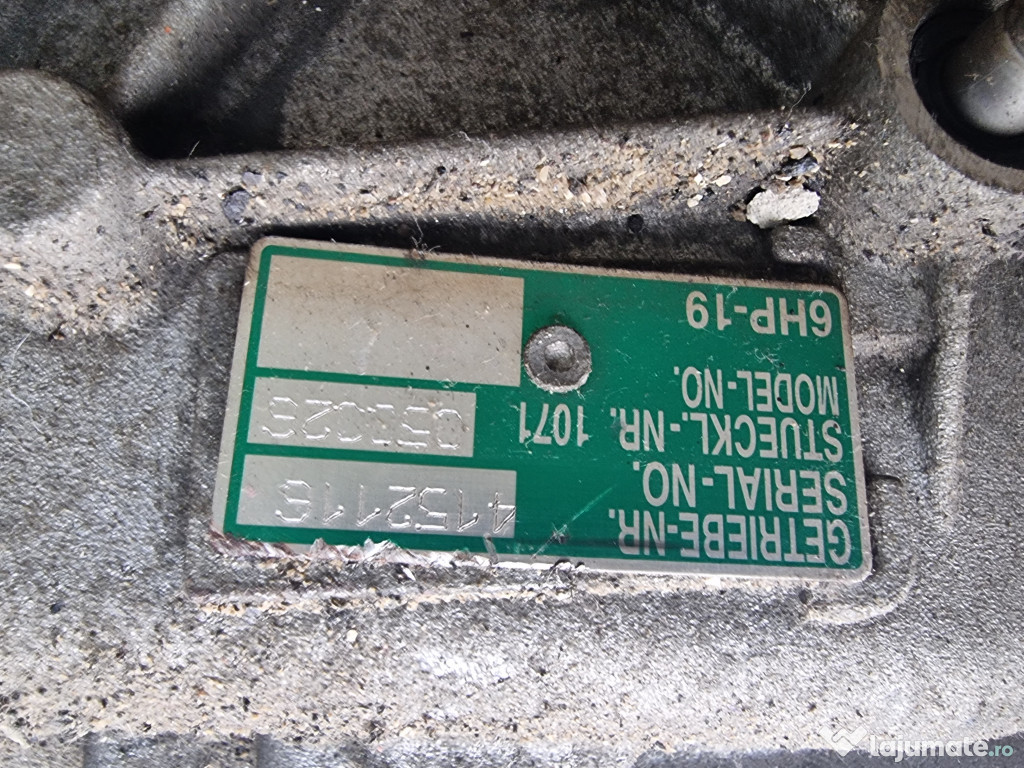 GETRIEBE-NR.
SERIAL-NO.
STUECKL.-NR. 1071
MODEL-NO.
6HP-19
lajumate.ro